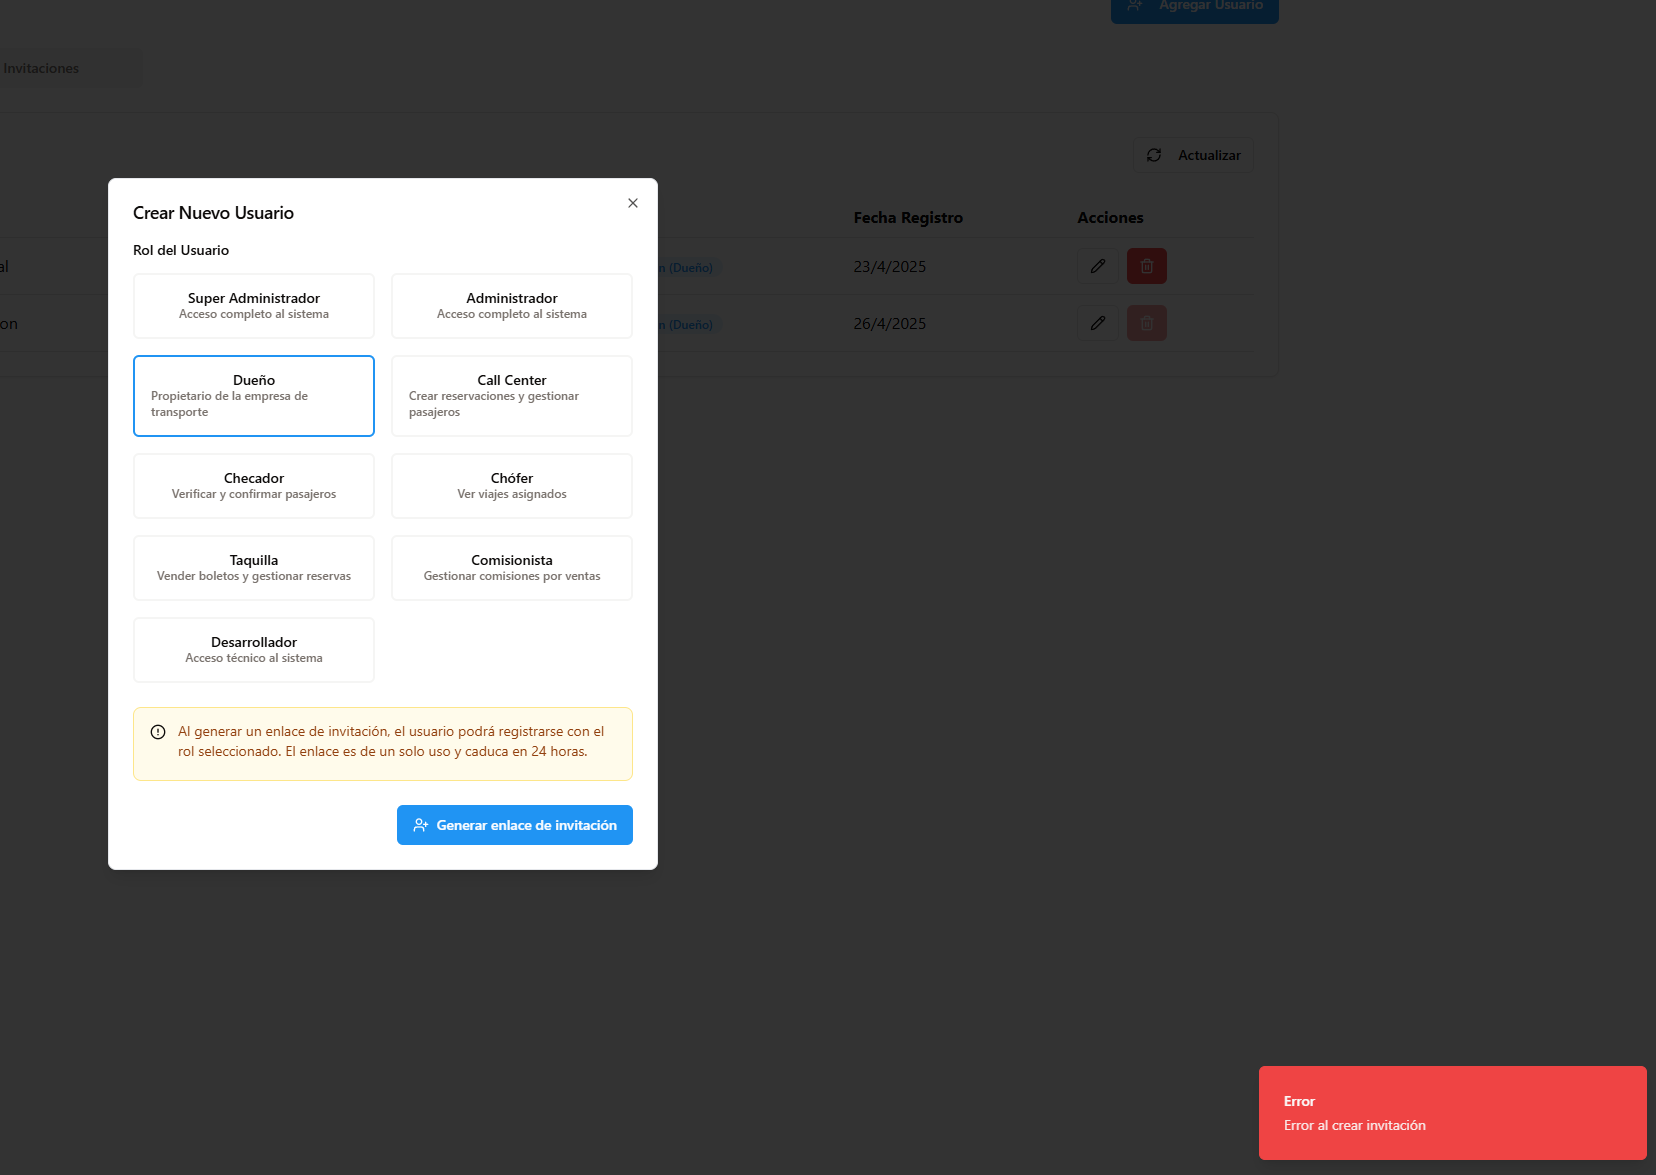 Agregar Usuario
Invitaciones
Actualizar
Crear Nuevo Usuario
Fecha Registro
Acciones
Rol del Usuario
al
n (Dueño)
23/4/2025
Super Administrador
Acceso completo al sistema
Administrador
Acceso completo al sistema
on
n (Dueño)
26/4/2025
Dueño
Propietario de la empresa de
transporte
Call Center
Crear reservaciones y gestionar
pasajeros
Checador
Verificar y confirmar pasajeros
Chófer
Ver viajes asignados
Taquilla
Vender boletos y gestionar reservas
Comisionista
Gestionar comisiones por ventas
Desarrollador
Acceso técnico al sistema
Al generar un enlace de invitación, el usuario podrá registrarse con el
rol seleccionado. El enlace es de un solo uso y caduca en 24 horas.
Generar enlace de invitación
Error
Error al crear invitación